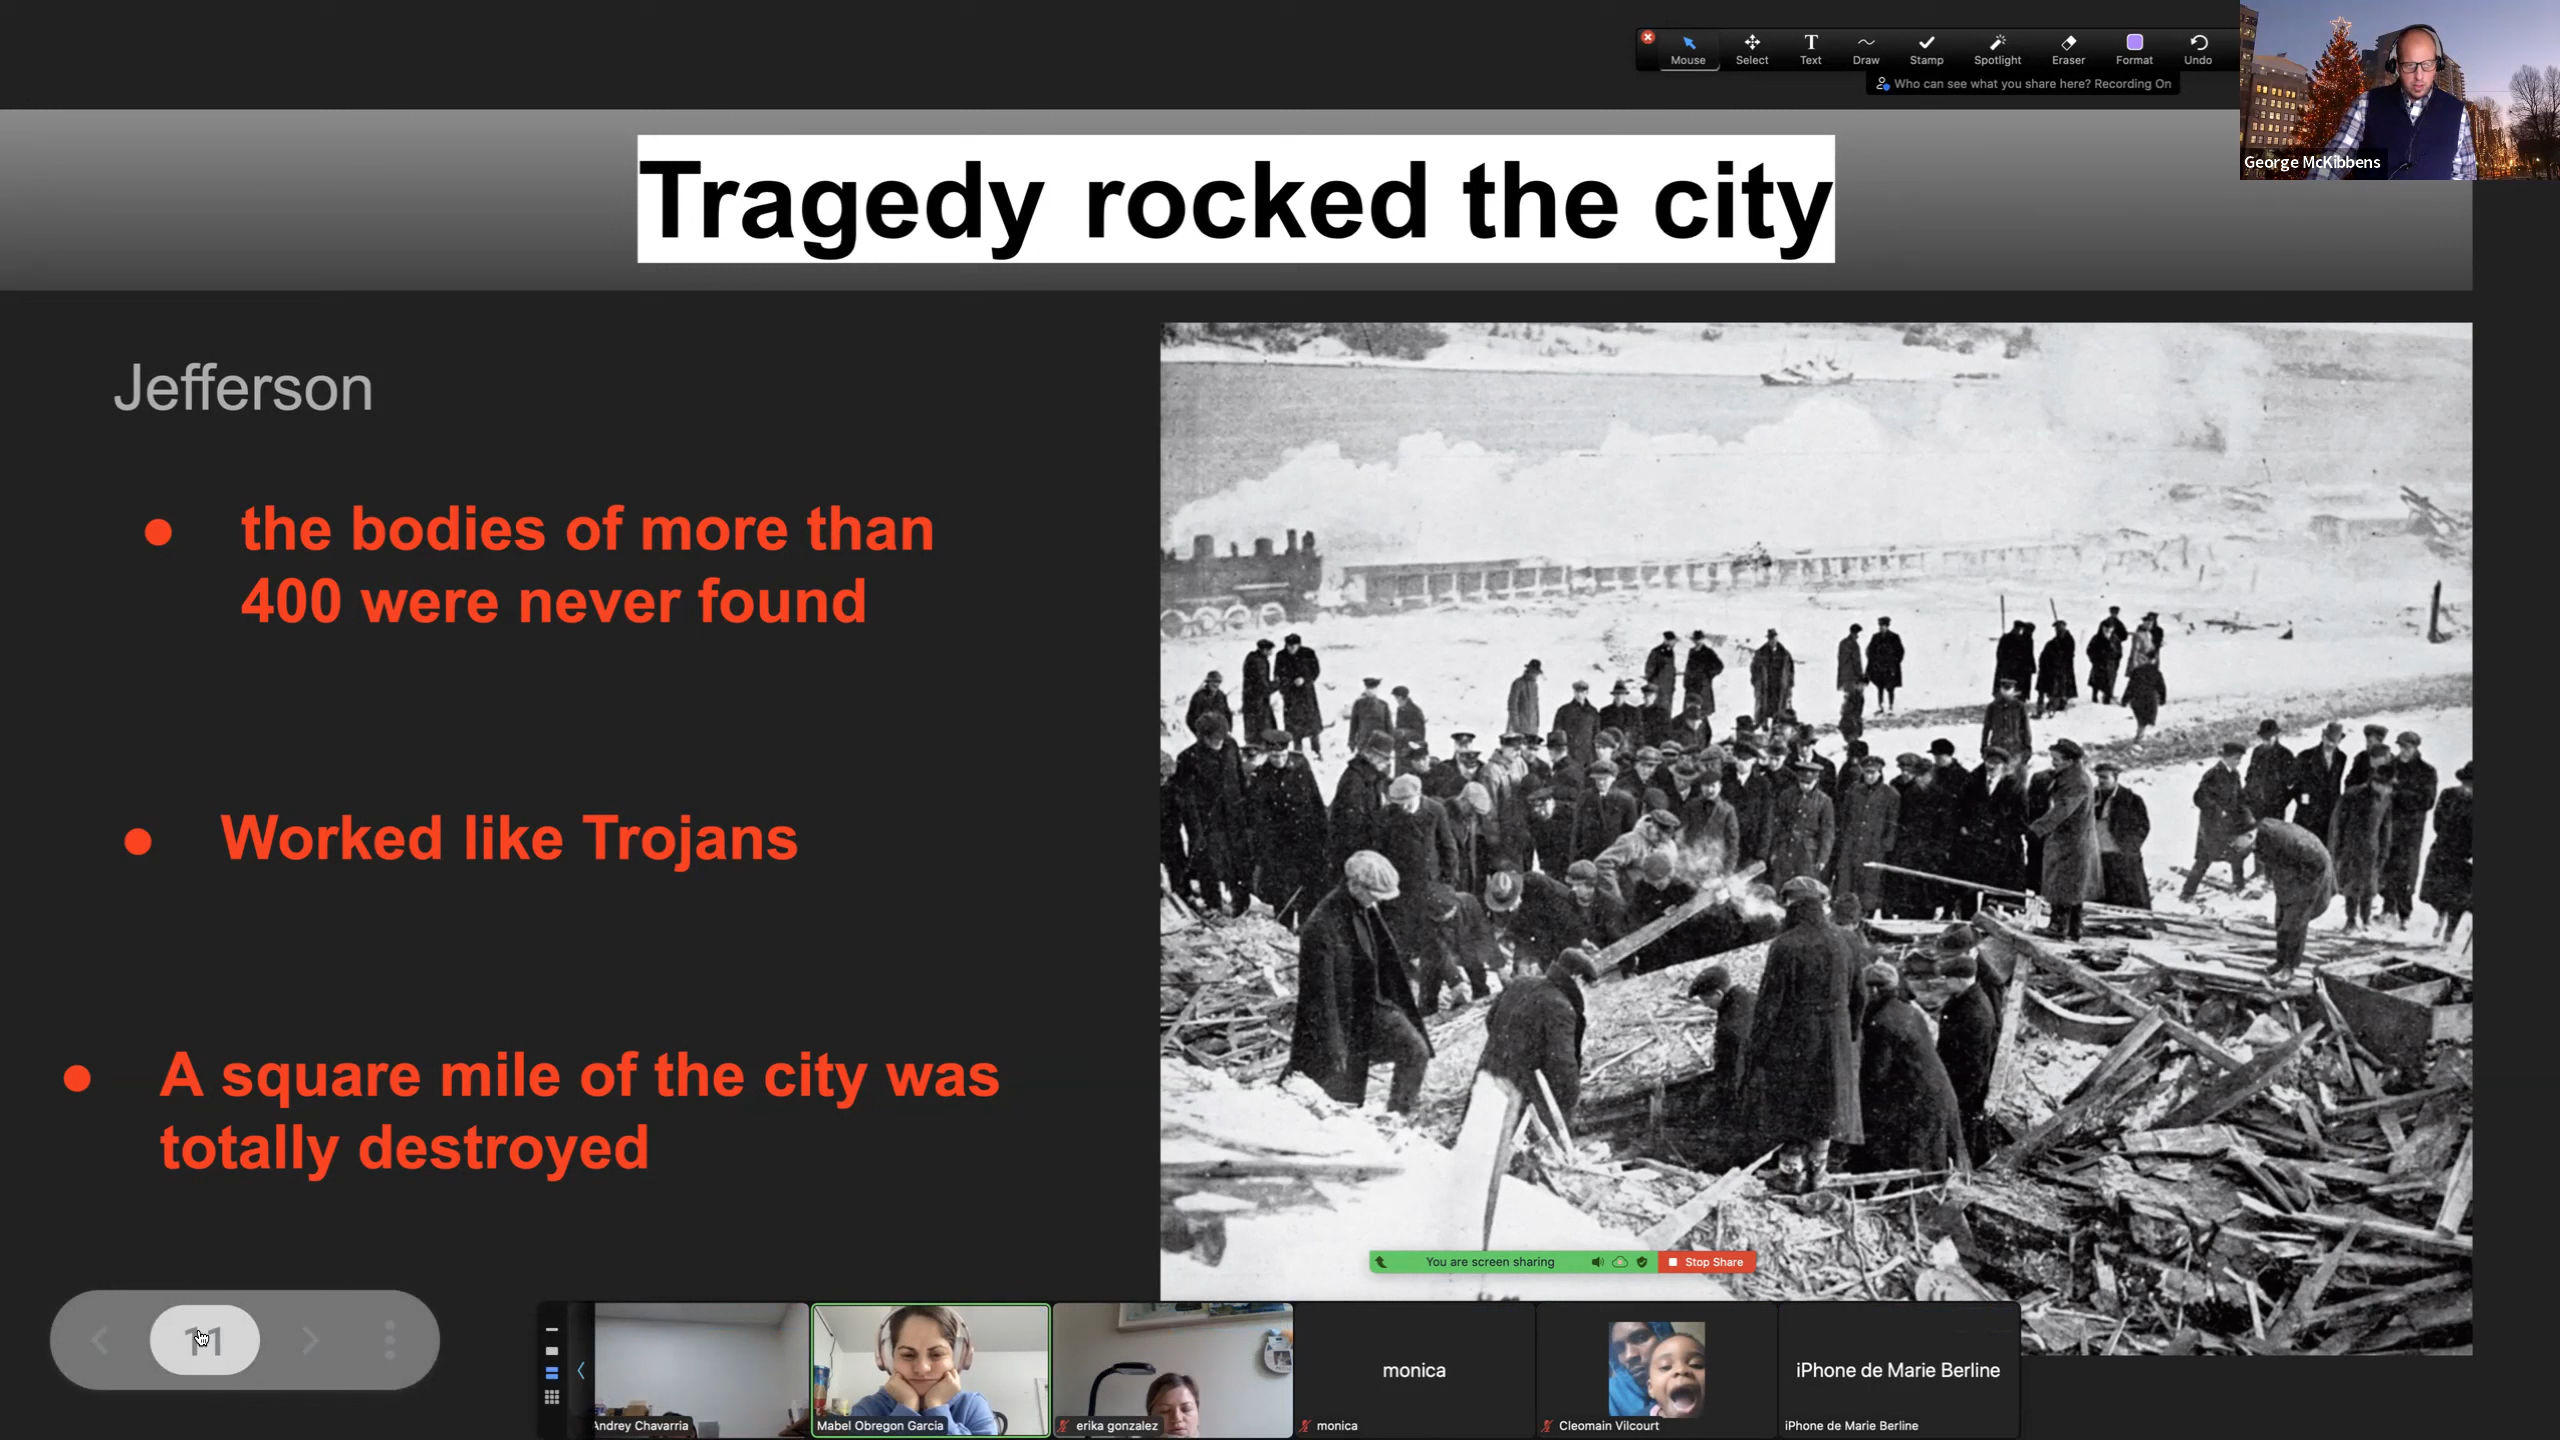 Mouse Select Text Draw Stamp Spotlight Eraser Format Undo
Who can see what you share here? Recording On
George McKibbens
Tragedy rocked the city
Jefferson
● the bodies of more than
400 were never found
● Worked like Trojans
● A square mile of the city was
totally destroyed
You are screen sharing Stop Share
11
monica
iPhone de Marie Berline
Andrey Chavarria
Mabel Obregon Garcia
erika gonzalez
monica
Cleomain Vilcourt
iPhone de Marie Berline